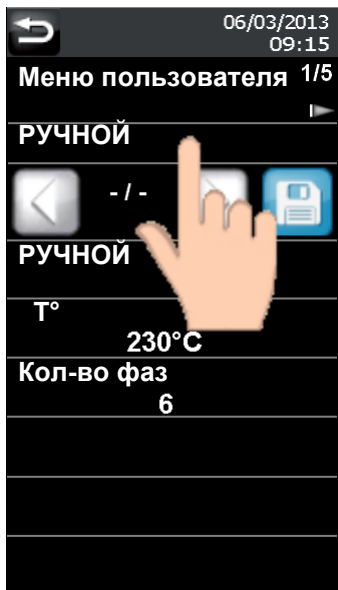 06/03/2013
09:15
Меню пользователя 1/5
РУЧНОЙ
- / -
РУЧНОЙ
T°
230°C
Кол-во фаз
6